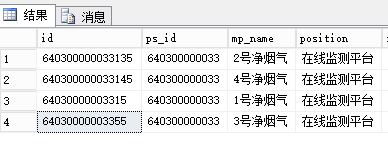 结果 消息
id ps_id mp_name position
1 640300000033135 640300000033 2号净烟气 在线监测平台
2 640300000033145 640300000033 4号净烟气 在线监测平台
3 64030000003315 640300000033 1号净烟气 在线监测平台
4 64030000003355 640300000033 3号净烟气 在线监测平台